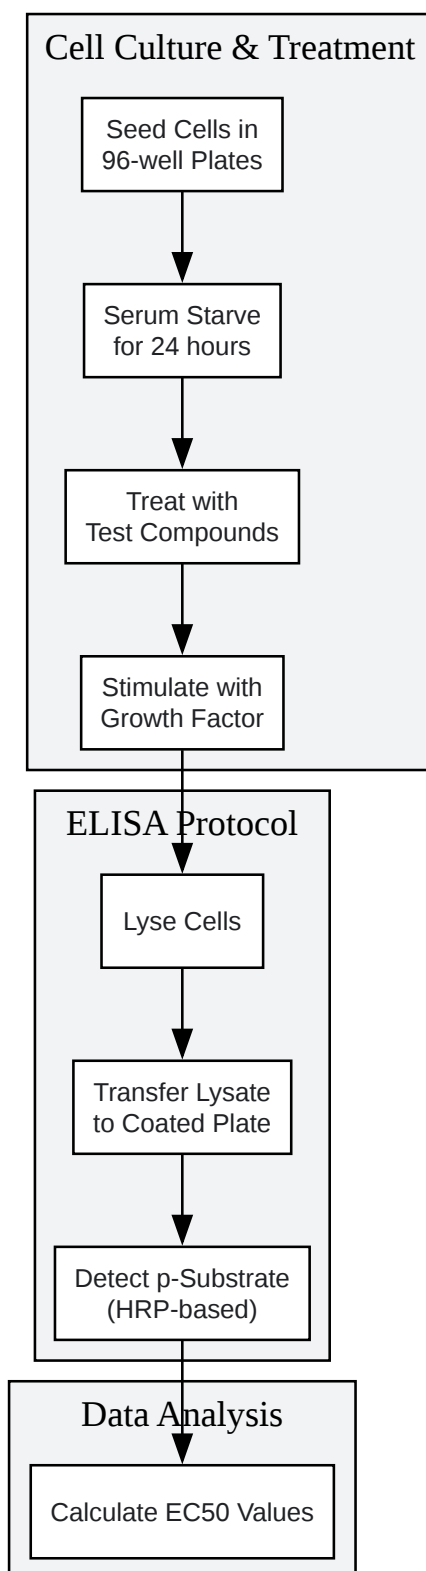 Cell Culture & Treatment
Seed Cells in
96-well Plates
Serum Starve
for 24 hours
Treat with
Test Compounds
Stimulate with
Growth Factor
ELISA Protocol
Lyse Cells
Transfer Lysate
to Coated Plate
Detect p-Substrate
(HRP-based)
Data Analysis
Calculate EC50 Values